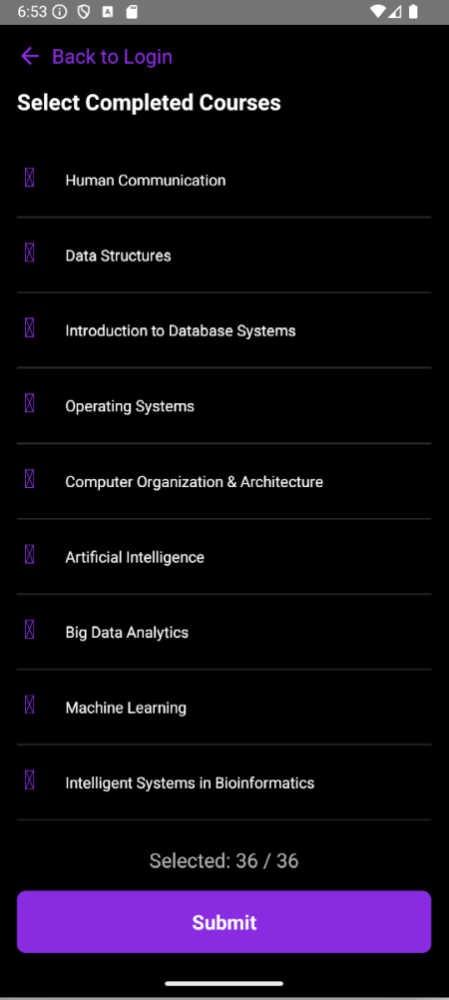 6:53
Back to Login
Select Completed Courses
Human Communication
Data Structures
Introduction to Database Systems
Operating Systems
Computer Organization & Architecture
Artificial Intelligence
Big Data Analytics
Machine Learning
Intelligent Systems in Bioinformatics
Selected: 36 / 36
Submit